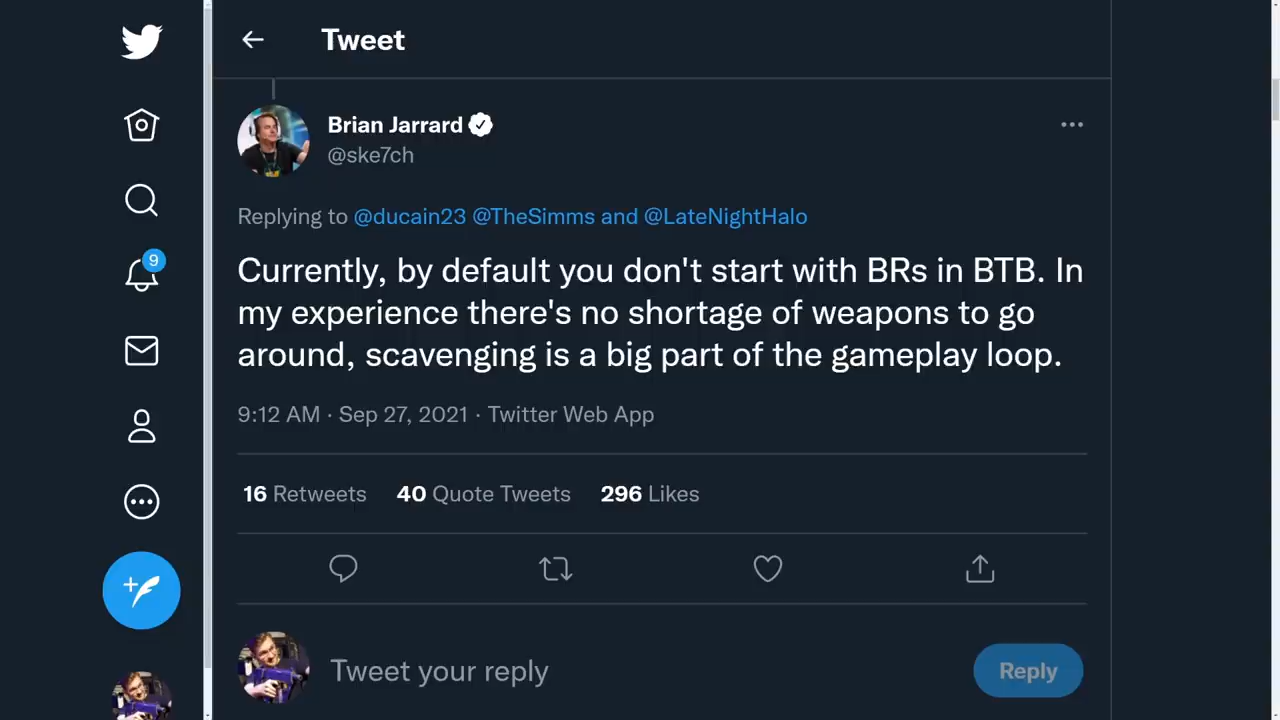 Tweet
Brian Jarrard
@ske7ch
Replying to @ducain23 @TheSimms and @LateNightHalo
Currently, by default you don't start with BRs in BTB. In
my experience there's no shortage of weapons to go
around, scavenging is a big part of the gameplay loop.
9:12 AM · Sep 27, 2021 · Twitter Web App
16 Retweets 40 Quote Tweets 296 Likes
9
Tweet your reply
Reply